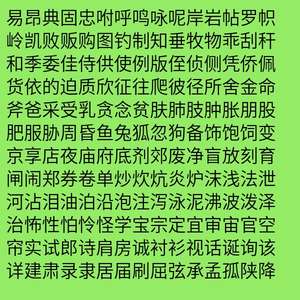 易昂典固忠咐呼鸣咏呢岸岩帖罗帜
岭凯败贩购图钓制知垂牧物乖刮秆
和季委佳侍供使例版侄侦侧凭侨佩
货依的迫质欣征往爬彼径所舍金命
斧爸采受乳贪念贫肤肺肢肿胀朋股
肥服胁周昏鱼兔狐忽狗备饰饱饲变
京享店夜庙府底剂郊废净盲放刻育
闸闹郑券卷单炒炊炕炎炉沫浅法泄
河沾泪油泊沿泡注泻泳泥沸波泼泽
治怖性怕怜怪学宝宗定宜审宙官空
帘实试郎诗肩房诚衬衫视话诞询该
详建肃录隶居届刷屈弦承孟孤陕降